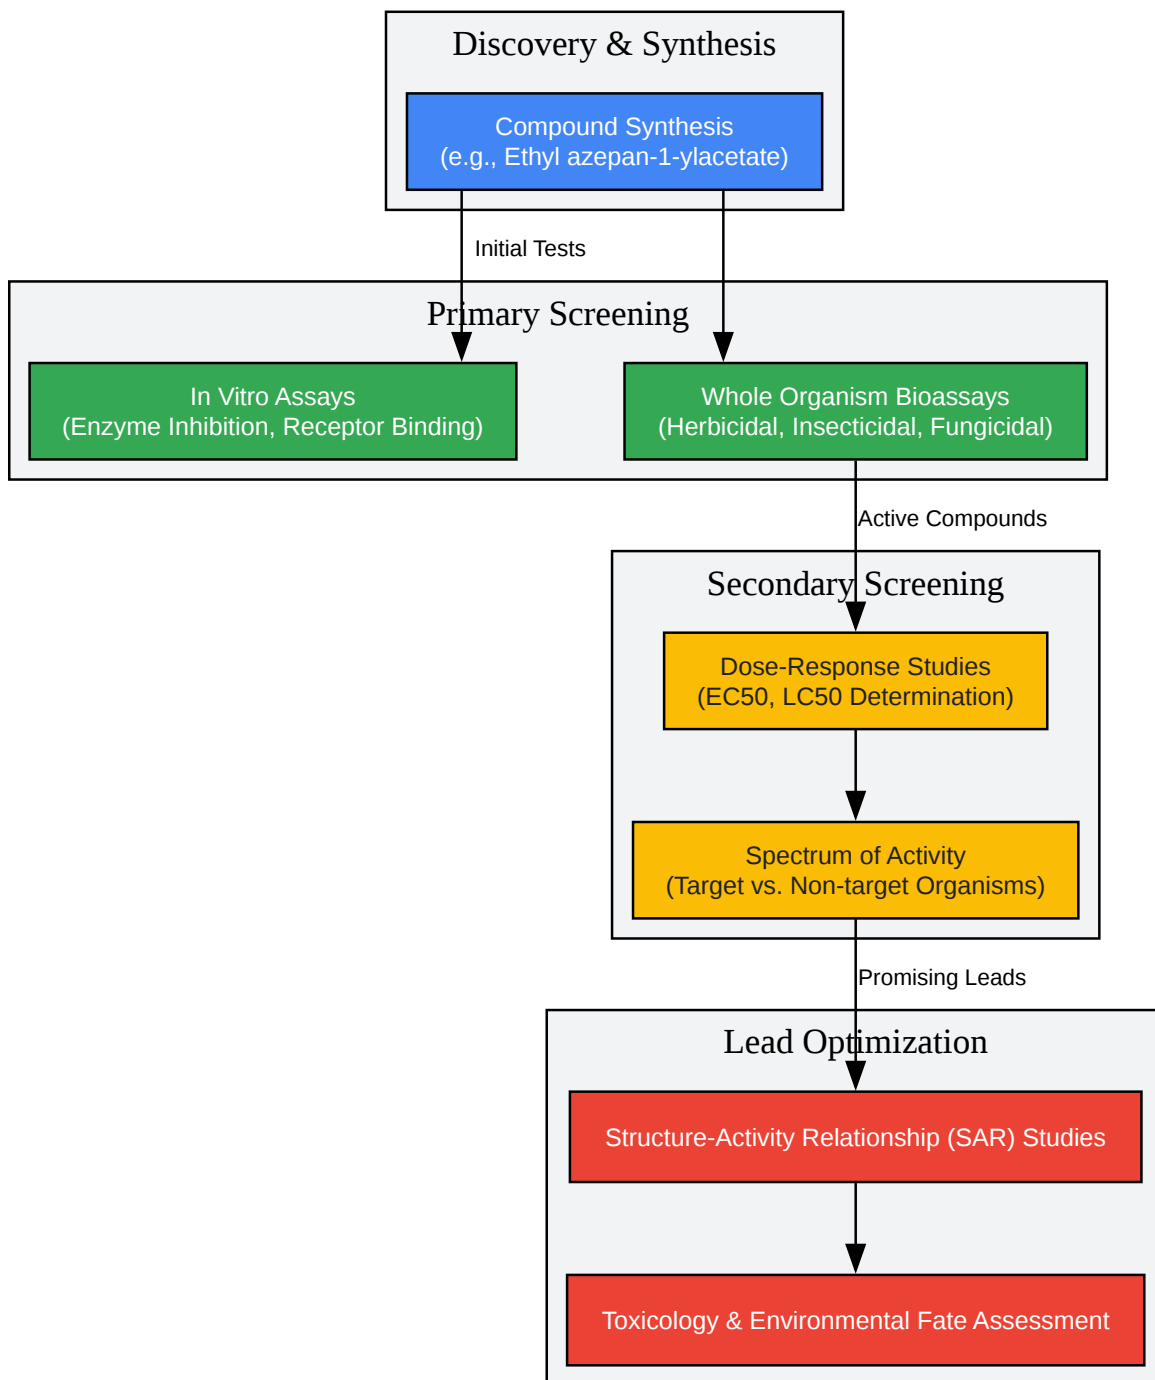 Discovery & Synthesis
Compound Synthesis
(e.g., Ethyl azepan-1-ylacetate)
Initial Tests
Primary Screening
In Vitro Assays
(Enzyme Inhibition, Receptor Binding)
Whole Organism Bioassays
(Herbicidal, Insecticidal, Fungicidal)
Active Compounds
Secondary Screening
Dose-Response Studies
(EC50, LC50 Determination)
Spectrum of Activity
(Target vs. Non-target Organisms)
Promising Leads
Lead Optimization
Structure-Activity Relationship (SAR) Studies
Toxicology & Environmental Fate Assessment